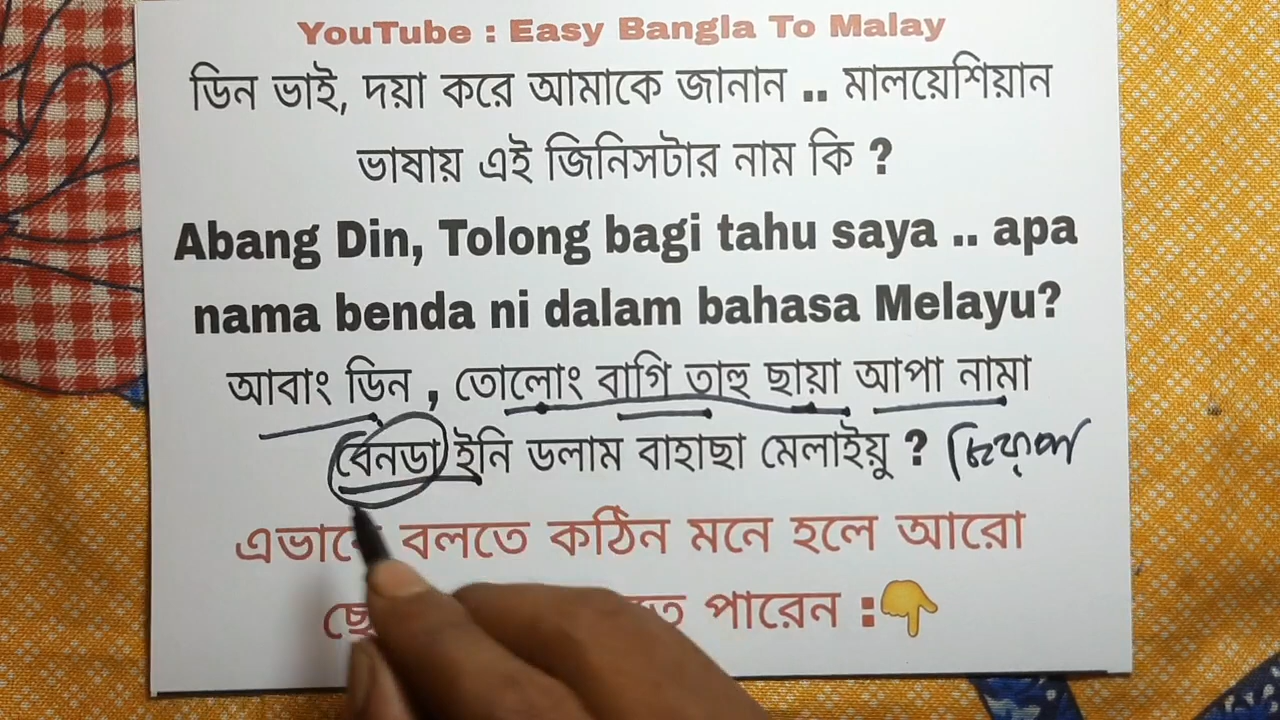 YouTube : Easy Bangla To Malay
ডিন ভাই, দয়া করে আমাকে জানান .. মালয়েশিয়ান
ভাষায় এই জিনিসটার নাম কি ?
Abang Din, Tolong bagi tahu saya .. apa
nama benda ni dalam bahasa Melayu?
আবাং ডিন , তোলোং বাগি তাহু ছায়া আপা নামা
বেনডা ইনি ডলাম বাহাছা মেলাইয়ু ?
এভাবে বলতে কঠিন মনে হলে আরো
পারেন :👇